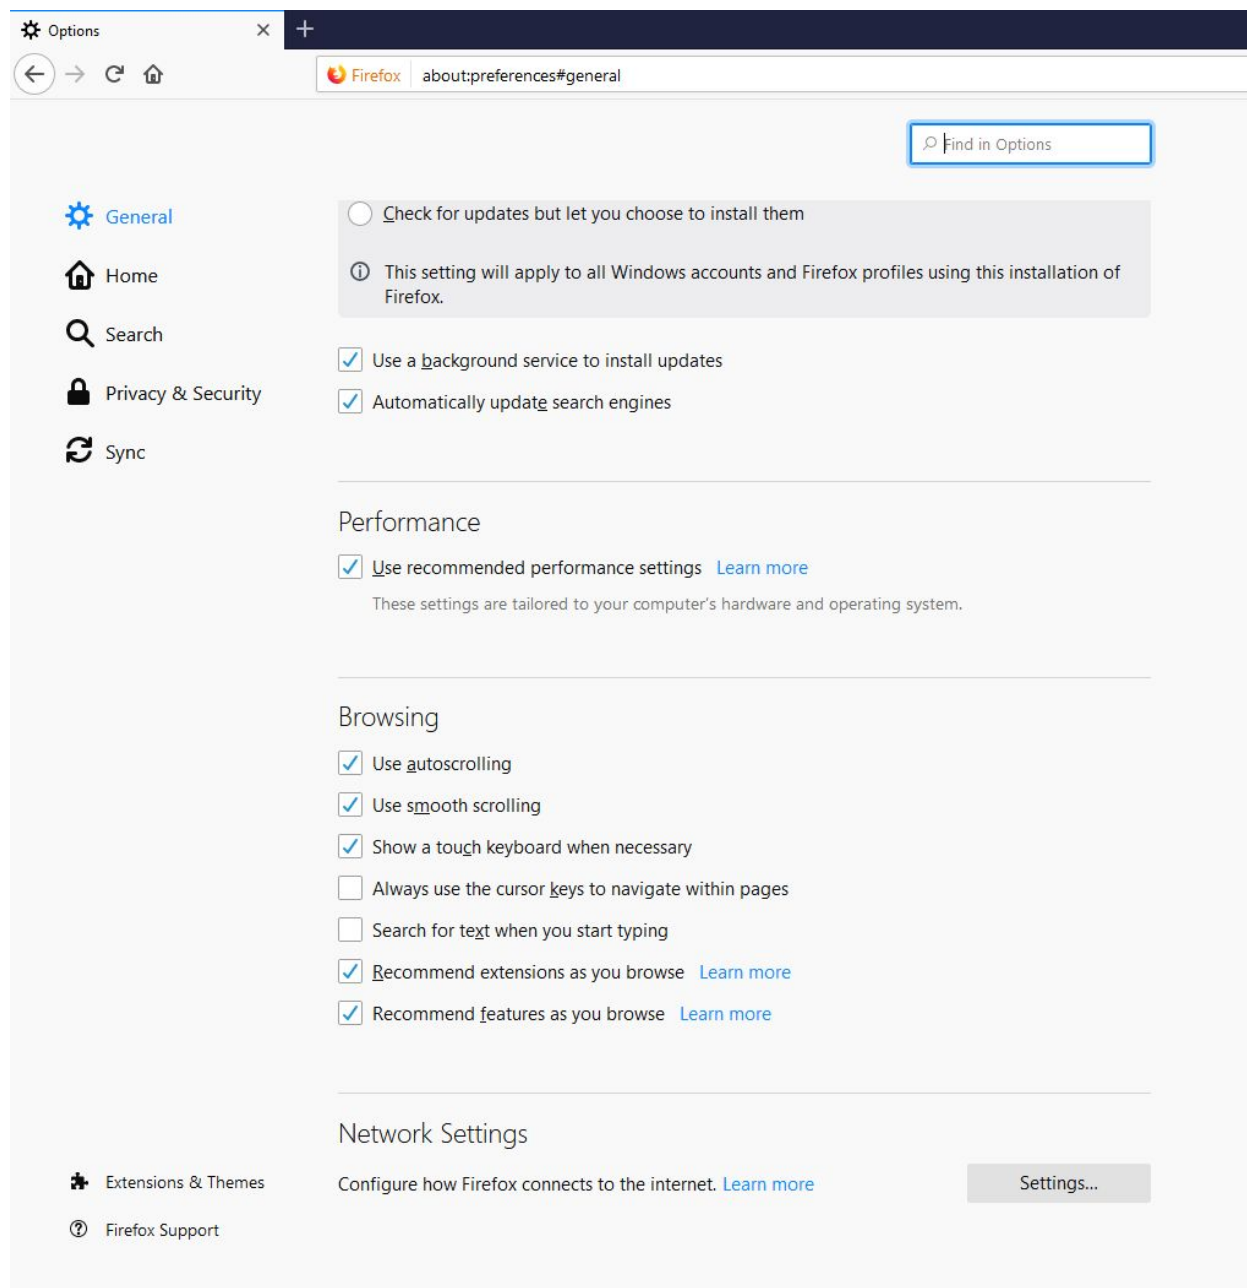 Options
Firefox about:preferences#general
Find in Options
General
Home
Search
Privacy & Security
Sync
Check for updates but let you choose to install them
This setting will apply to all Windows accounts and Firefox profiles using this installation of
Firefox.
Use a background service to install updates
Automatically update search engines
Performance
Use recommended performance settings Learn more
These settings are tailored to your computer's hardware and operating system.
Browsing
Use autoscrolling
Use smooth scrolling
Show a touch keyboard when necessary
Always use the cursor keys to navigate within pages
Search for text when you start typing
Recommend extensions as you browse Learn more
Recommend features as you browse Learn more
Network Settings
Configure how Firefox connects to the internet. Learn more Settings...
Extensions & Themes
Firefox Support